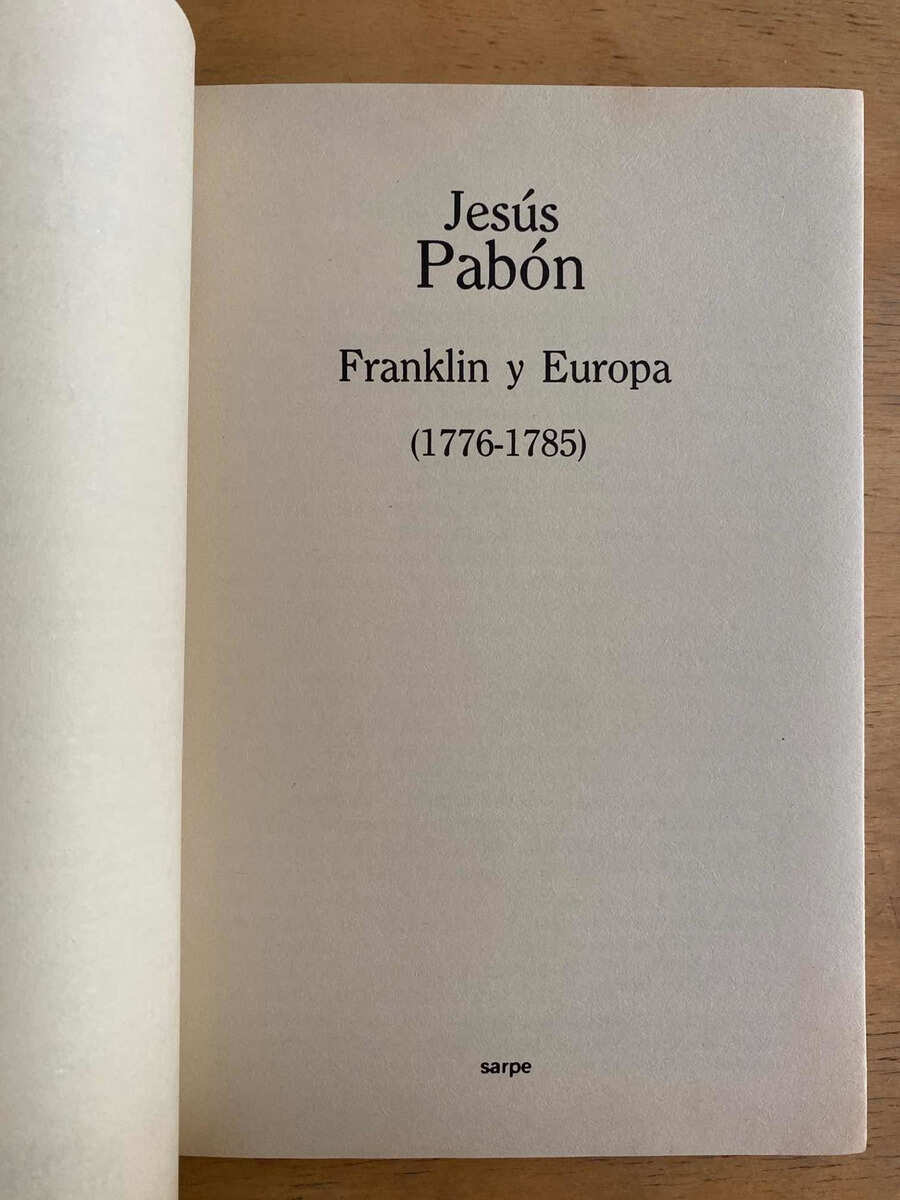 Jesús
Pabón
Franklin y Europa
(1776-1785)
sarpe